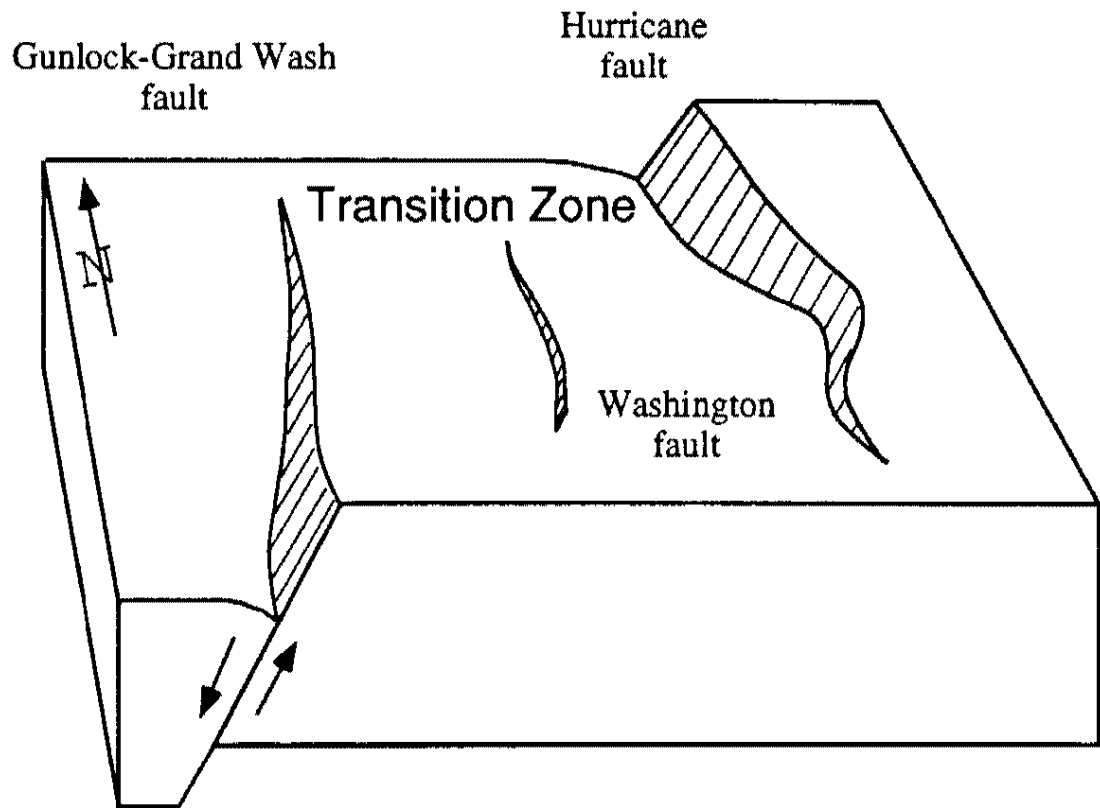 Gunlock-Grand Wash
fault
Hurricane
fault
Transition Zone
N
Washington
fault